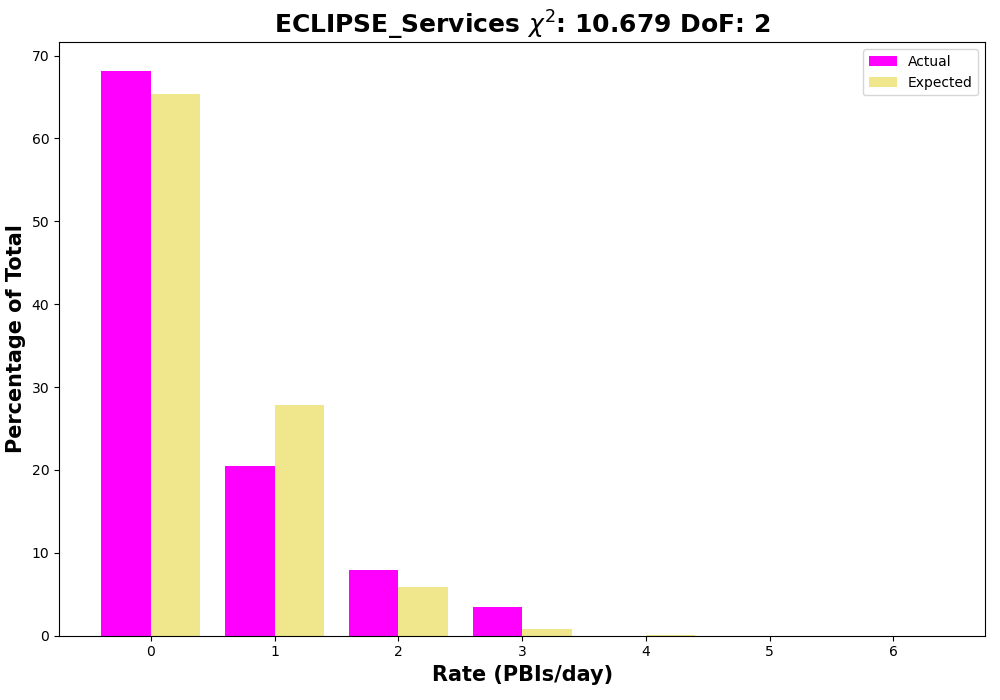 ECLIPSE_Services χ²: 10.679 DoF: 2
Actual
Expected
Percentage of Total
70
60
50
40
30
20
10
0
0 1 2 3 4 5 6
Rate (PBIs/day)